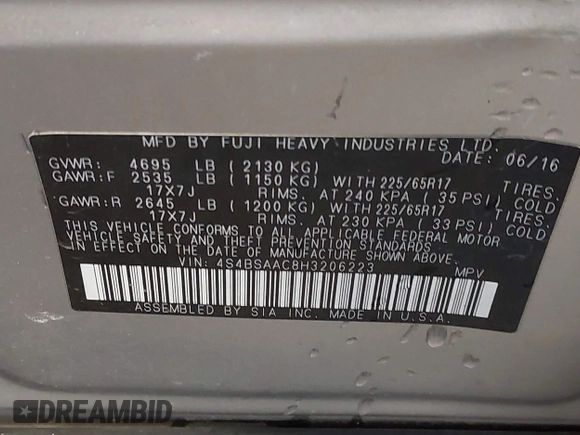 MFD BY FUJI HEAVY INDUSTRIES LTD.
DATE: 06/16
GVWR: 4695 LB ( 2130 KG)
GAWR:F 2535 LB ( 1150 KG) WITH 225/65R17 TIRES,
17X7J RIMS, AT 240 KPA ( 35 PSI) COLD
GAWR:R 2645 LB ( 1200 KG) WITH 225/65R17 TIRES,
17X7J RIMS, AT 230 KPA ( 33 PSI) COLD
THIS VEHICLE CONFORMS TO ALL APPLICABLE FEDERAL MOTOR
VEHICLE SAFETY AND THEFT PREVENTION STANDARDS IN EFFECT
ON THE DATE OF MANUFACTURE SHOWN ABOVE.
VIN: 4S4BSAAC8H3206223 MPV
ASSEMBLED BY SIA INC. MADE IN U.S.A.
DREAMBID